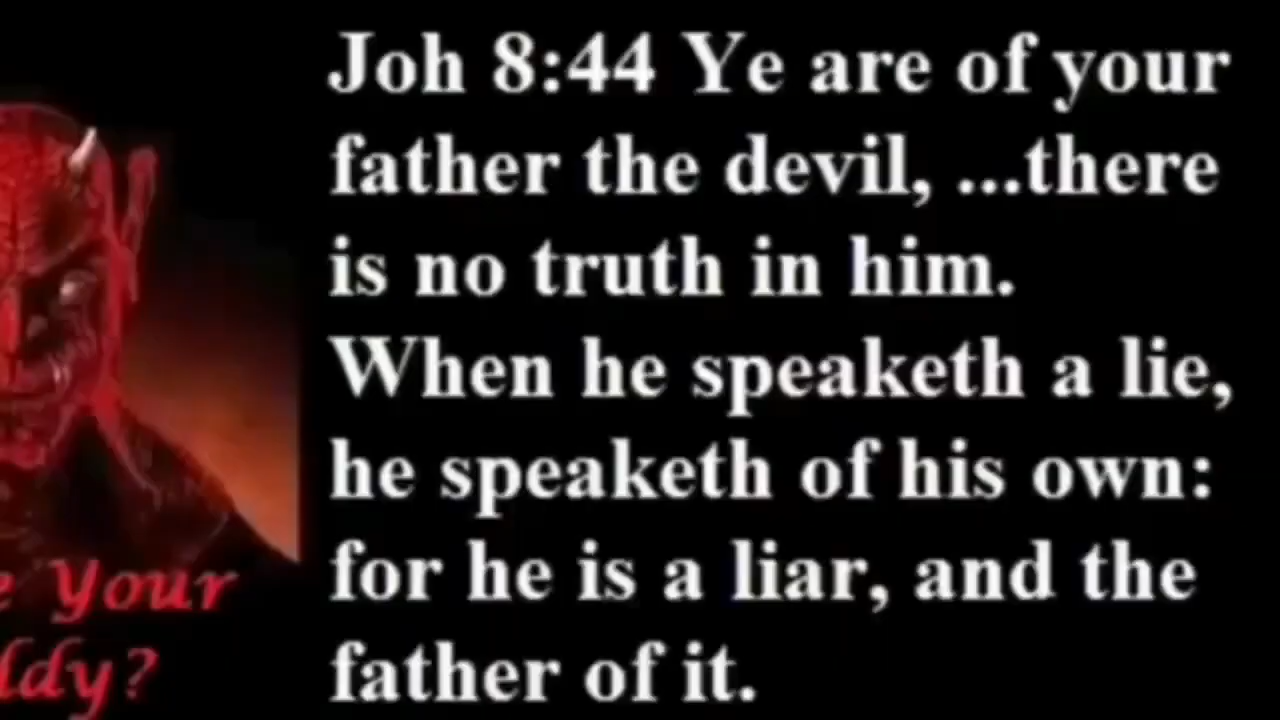 Joh 8:44 Ye are of your
father the devil, ...there
is no truth in him.
When he speaketh a lie,
he speaketh of his own:
for he is a liar, and the
father of it.
Your